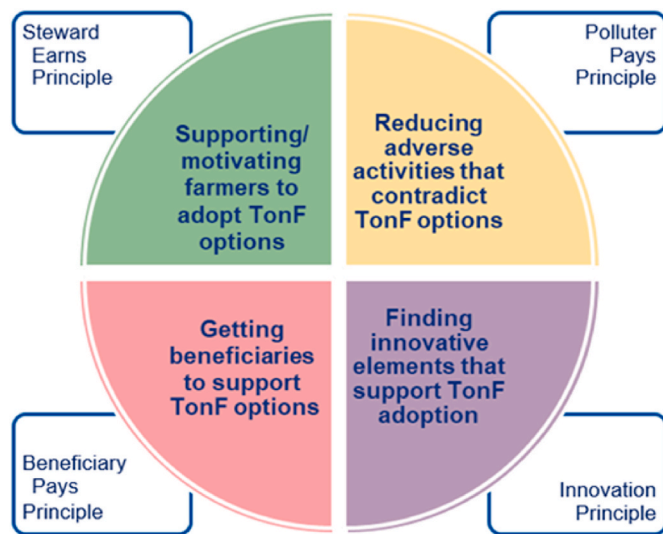 Steward
Earns
Principle
Polluter
Pays
Principle
Supporting/
motivating
farmers to
adopt TonF
options
Reducing
adverse
activities that
contradict
TonF options
Getting
beneficiaries
to support
TonF options
Finding
innovative
elements that
support TonF
adoption
Beneficiary
Pays
Principle
Innovation
Principle